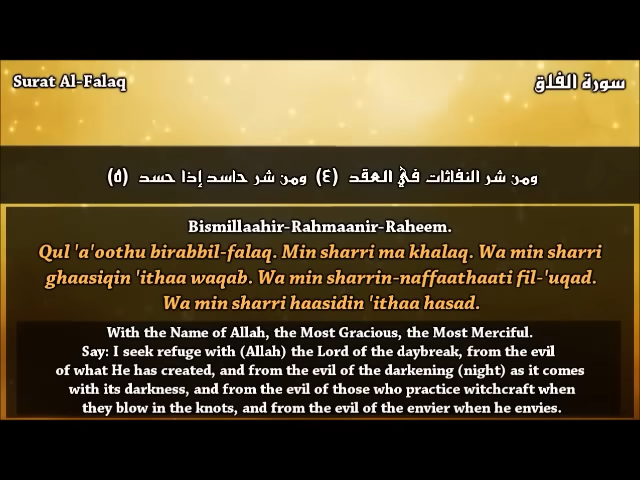 Surat Al-Falaq
سورة الفلق
ومن شر النفاثات في العقد (٤) ومن شر حاسد إذا حسد (٥)
Bismillaahir-Rahmaanir-Raheem.
Qul 'a'oothu birabbil-falaq. Min sharri ma khalaq. Wa min sharri
ghaasiqin 'ithaa waqab. Wa min sharrin-naffaathaati fil-'uqad.
Wa min sharri haasidin 'ithaa hasad.
With the Name of Allah, the Most Gracious, the Most Merciful.
Say: I seek refuge with (Allah) the Lord of the daybreak, from the evil
of what He has created, and from the evil of the darkening (night) as it comes
with its darkness, and from the evil of those who practice witchcraft when
they blow in the knots, and from the evil of the envier when he envies.